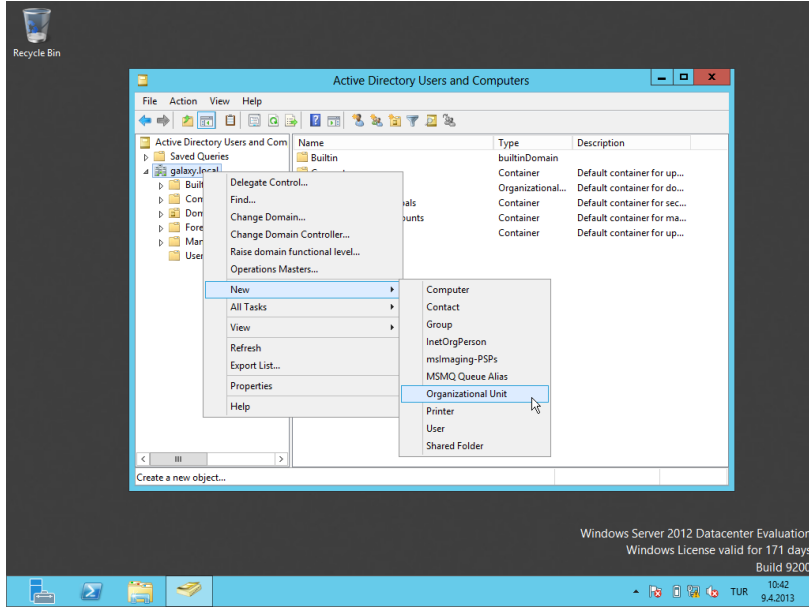 Recycle Bin
Active Directory Users and Computers
File Action View Help
Active Directory Users and Com
Saved Queries
galaxy.local
Built
Con
Dom
Fore
Mar
User
Name Type Description
Builtin builtinDomain
Container Default container for up...
Organizational... Default container for do...
pals Container Default container for sec...
ounts Container Default container for ma...
Container Default container for up...
Delegate Control...
Find...
Change Domain...
Change Domain Controller...
Raise domain functional level...
Operations Masters...
New
All Tasks
View
Refresh
Export List...
Properties
Help
Computer
Contact
Group
InetOrgPerson
msImaging-PSPs
MSMQ Queue Alias
Organizational Unit
Printer
User
Shared Folder
Create a new object...
Windows Server 2012 Datacenter Evaluation
Windows License valid for 171 days
Build 9200
TUR
10:42
9.4.2013